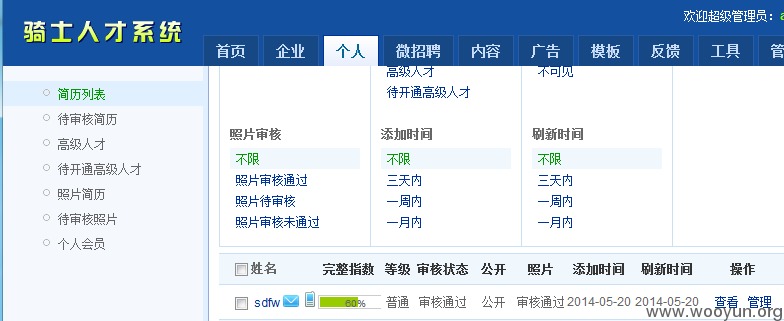 骑士人才系统
欢迎超级管理员：a
首页 企业 个人 微招聘 内容 广告 模板 反馈 工具 管
简历列表
待审核简历
高级人才
待开通高级人才
照片简历
待审核照片
个人会员
高级人才 不可见
待开通高级人才
照片审核 添加时间 刷新时间
不限 不限 不限
照片审核通过 三天内 三天内
照片待审核 一周内 一周内
照片审核未通过 一月内 一月内
姓名 完整指数 等级 审核状态 公开 照片 添加时间 刷新时间 操作
sdfw 60% 普通 审核通过 公开 审核通过 2014-05-20 2014-05-20 查看 管理
www.wooyun.org